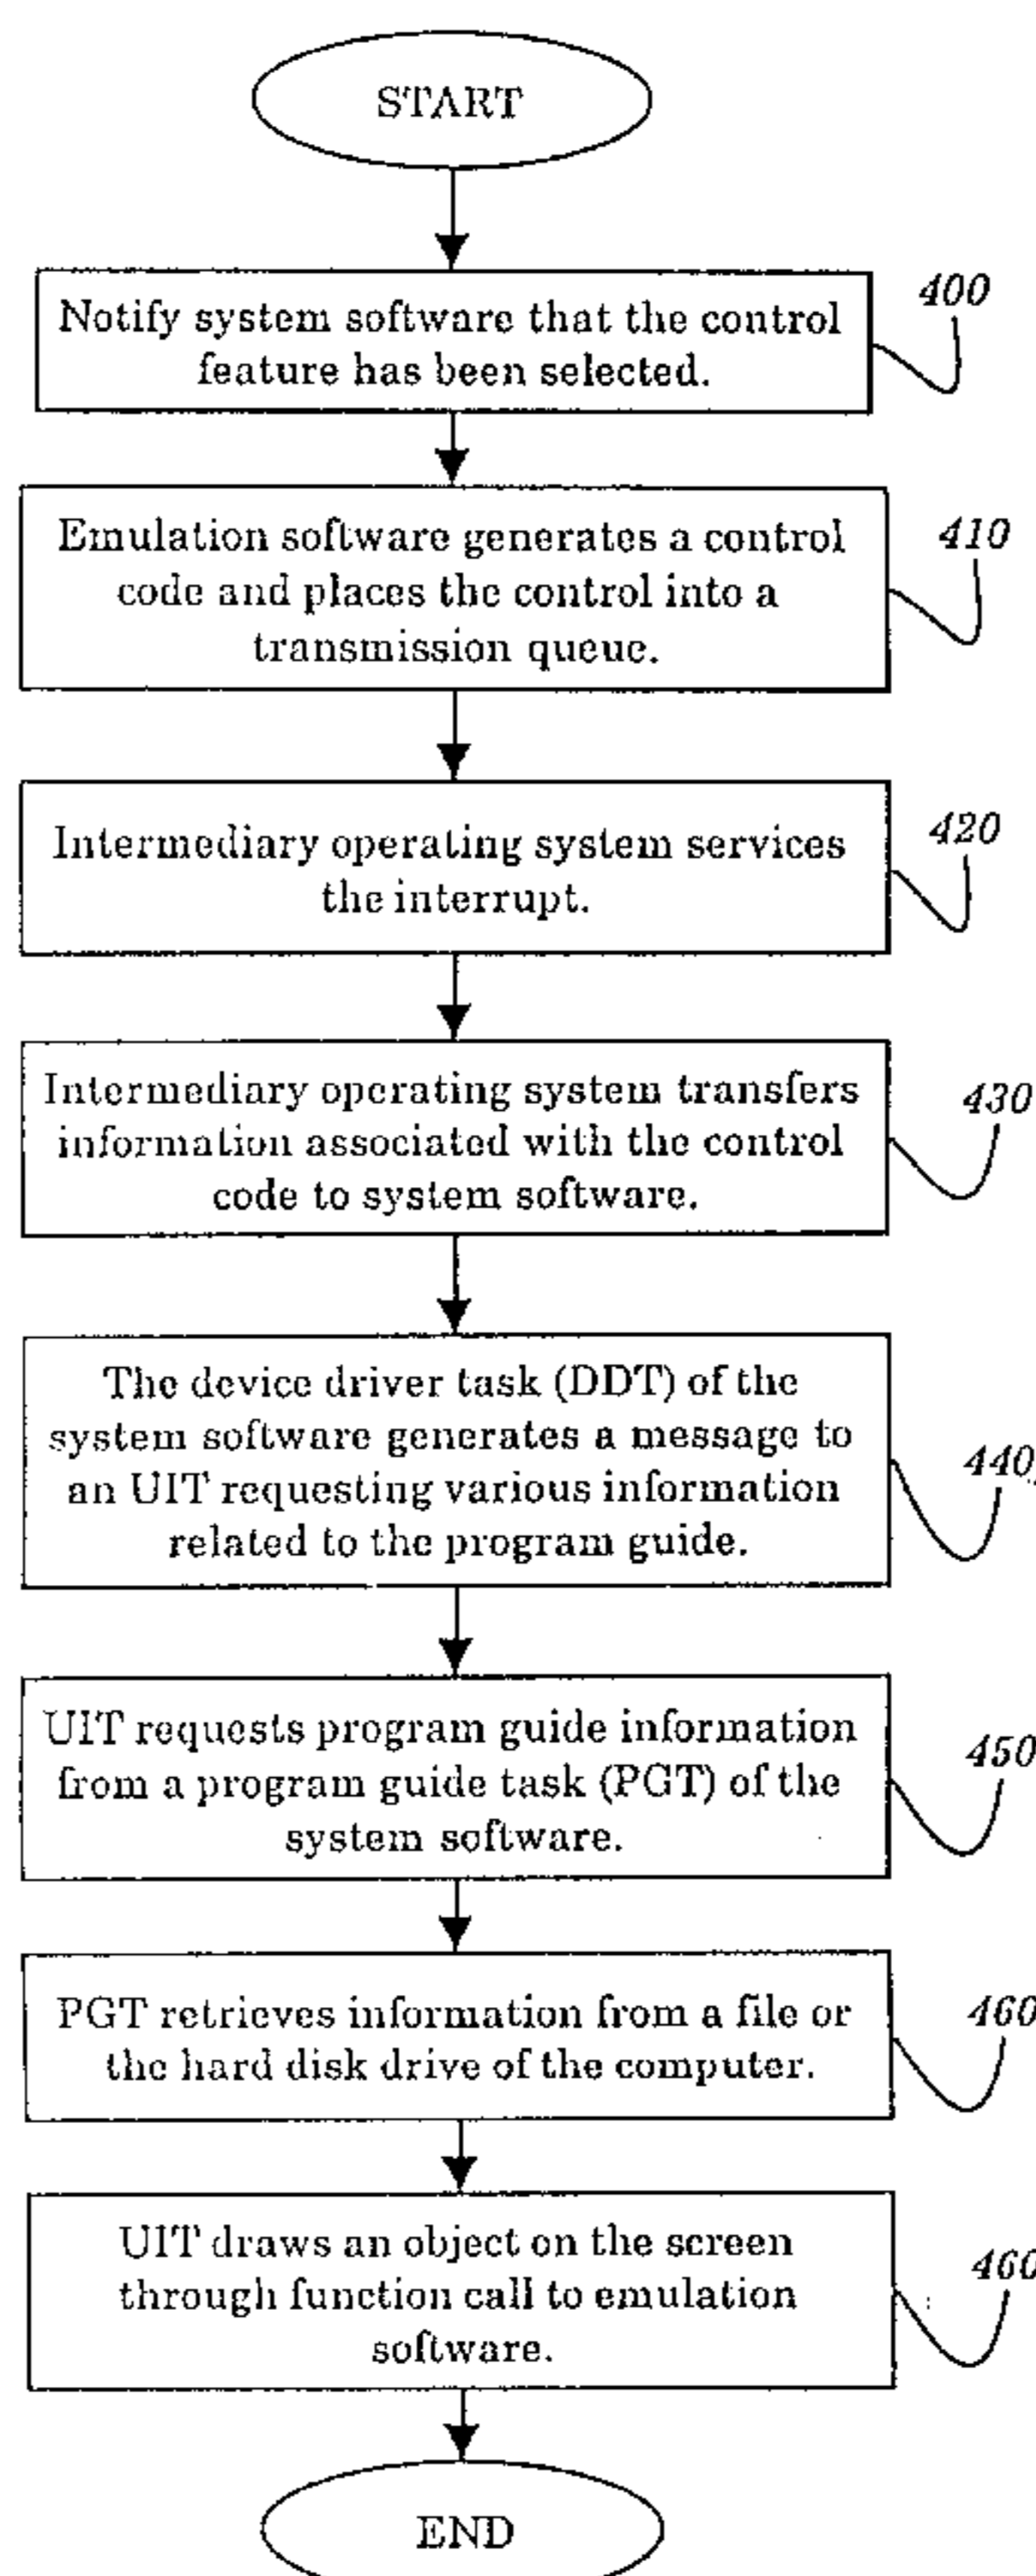 START
Notify system software that the control
feature has been selected.
400
Emulation software generates a control
code and places the control into a
transmission queue.
410
Intermediary operating system services
the interrupt.
420
Intermediary operating system transfers
information associated with the control
code to system software.
430
The device driver task (DDT) of the
system software generates a message to
an UIT requesting various information
related to the program guide.
440
UIT requests program guide information
from a program guide task (PGT) of the
system software.
450
PGT retrieves information from a file or
the hard disk drive of the computer.
460
UIT draws an object on the screen
through function call to emulation
software.
460
END